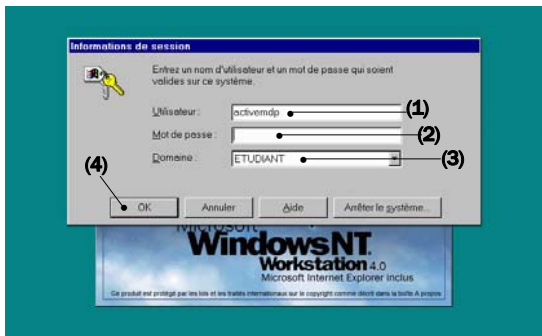 Informations de session
Entrez un nom d'utilisateur et un mot de passe qui soient
valides sur ce système.
Utilisateur : activemdp (1)
Mot de passe : (2)
Domaine : ETUDIANT (3)
(4)
OK Annuler Aide Arrêter le système...
Microsoft
WindowsNT
Workstation 4.0
Microsoft Internet Explorer inclus
Ce produit est protégé par les lois et les traités internationaux sur le copyright comme décrit dans la boîte A propos